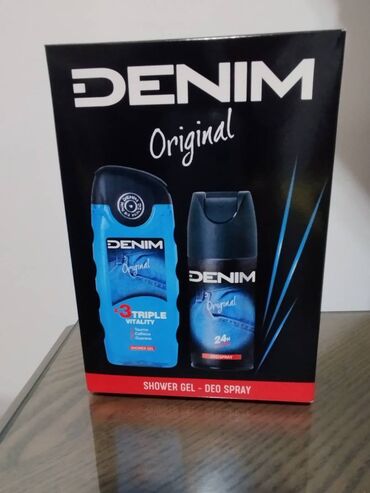 DENIM
Original
DENIM
Original
+3 TRIPLE
VITALITY
Taurine
Caffeine
Guarana
SHOWER GEL
DENIM
Original
24H
DEO SPRAY
SHOWER GEL - DEO SPRAY